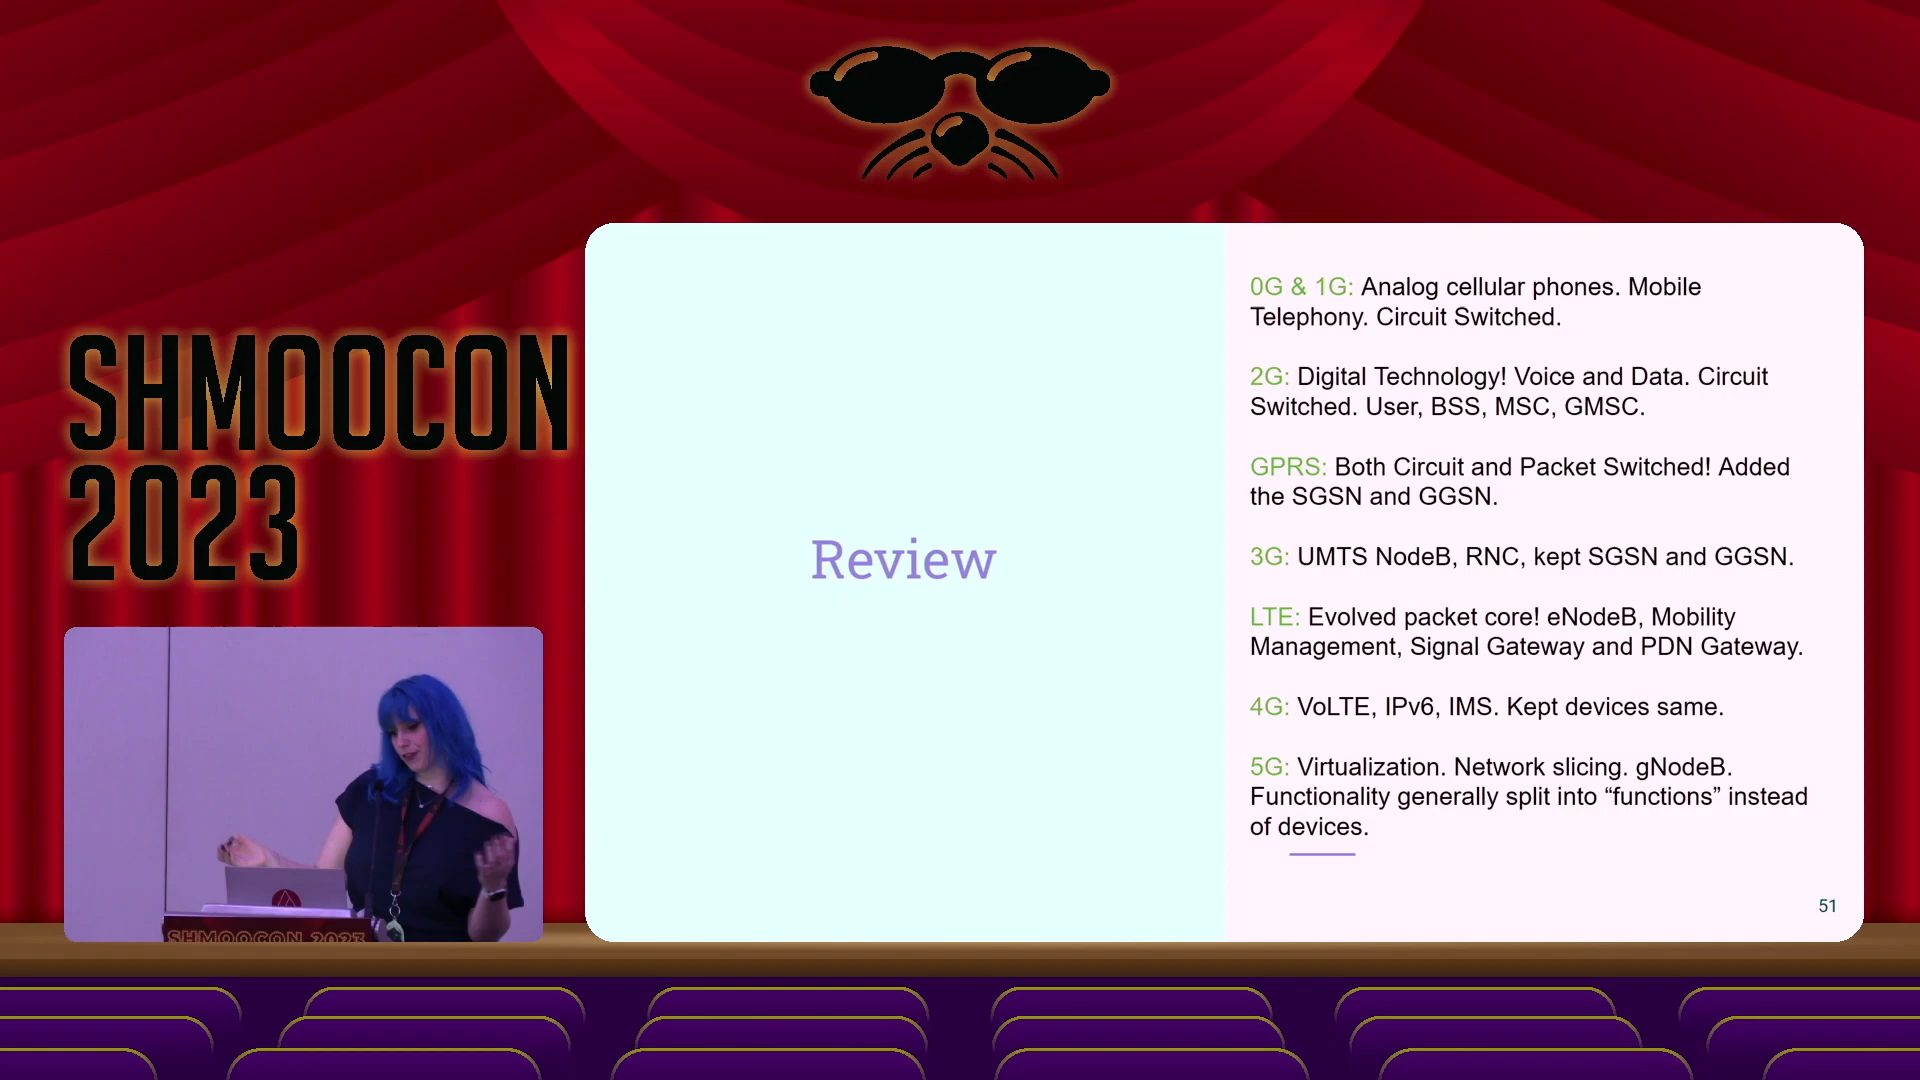 SHMOOCON
2023
SHMOOCON 2023
Review
0G & 1G: Analog cellular phones. Mobile
Telephony. Circuit Switched.
2G: Digital Technology! Voice and Data. Circuit
Switched. User, BSS, MSC, GMSC.
GPRS: Both Circuit and Packet Switched! Added
the SGSN and GGSN.
3G: UMTS NodeB, RNC, kept SGSN and GGSN.
LTE: Evolved packet core! eNodeB, Mobility
Management, Signal Gateway and PDN Gateway.
4G: VoLTE, IPv6, IMS. Kept devices same.
5G: Virtualization. Network slicing. gNodeB.
Functionality generally split into “functions” instead
of devices.
51